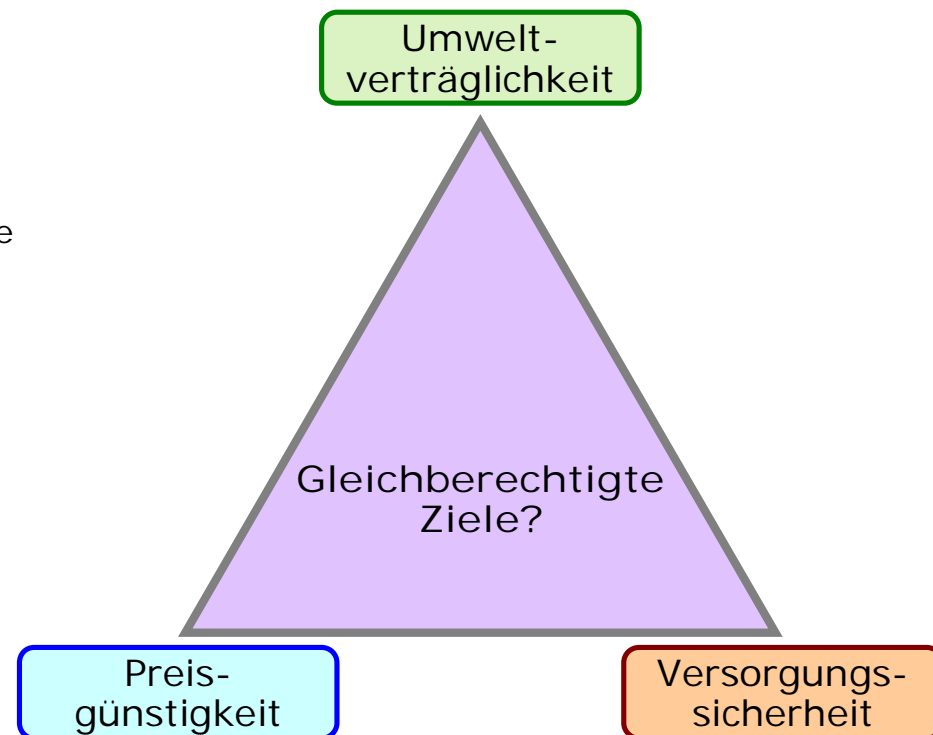 Umwelt-
verträglichkeit
e
Gleichberechtigte
Ziele?
Preis-
günstigkeit
Versorgungs-
sicherheit